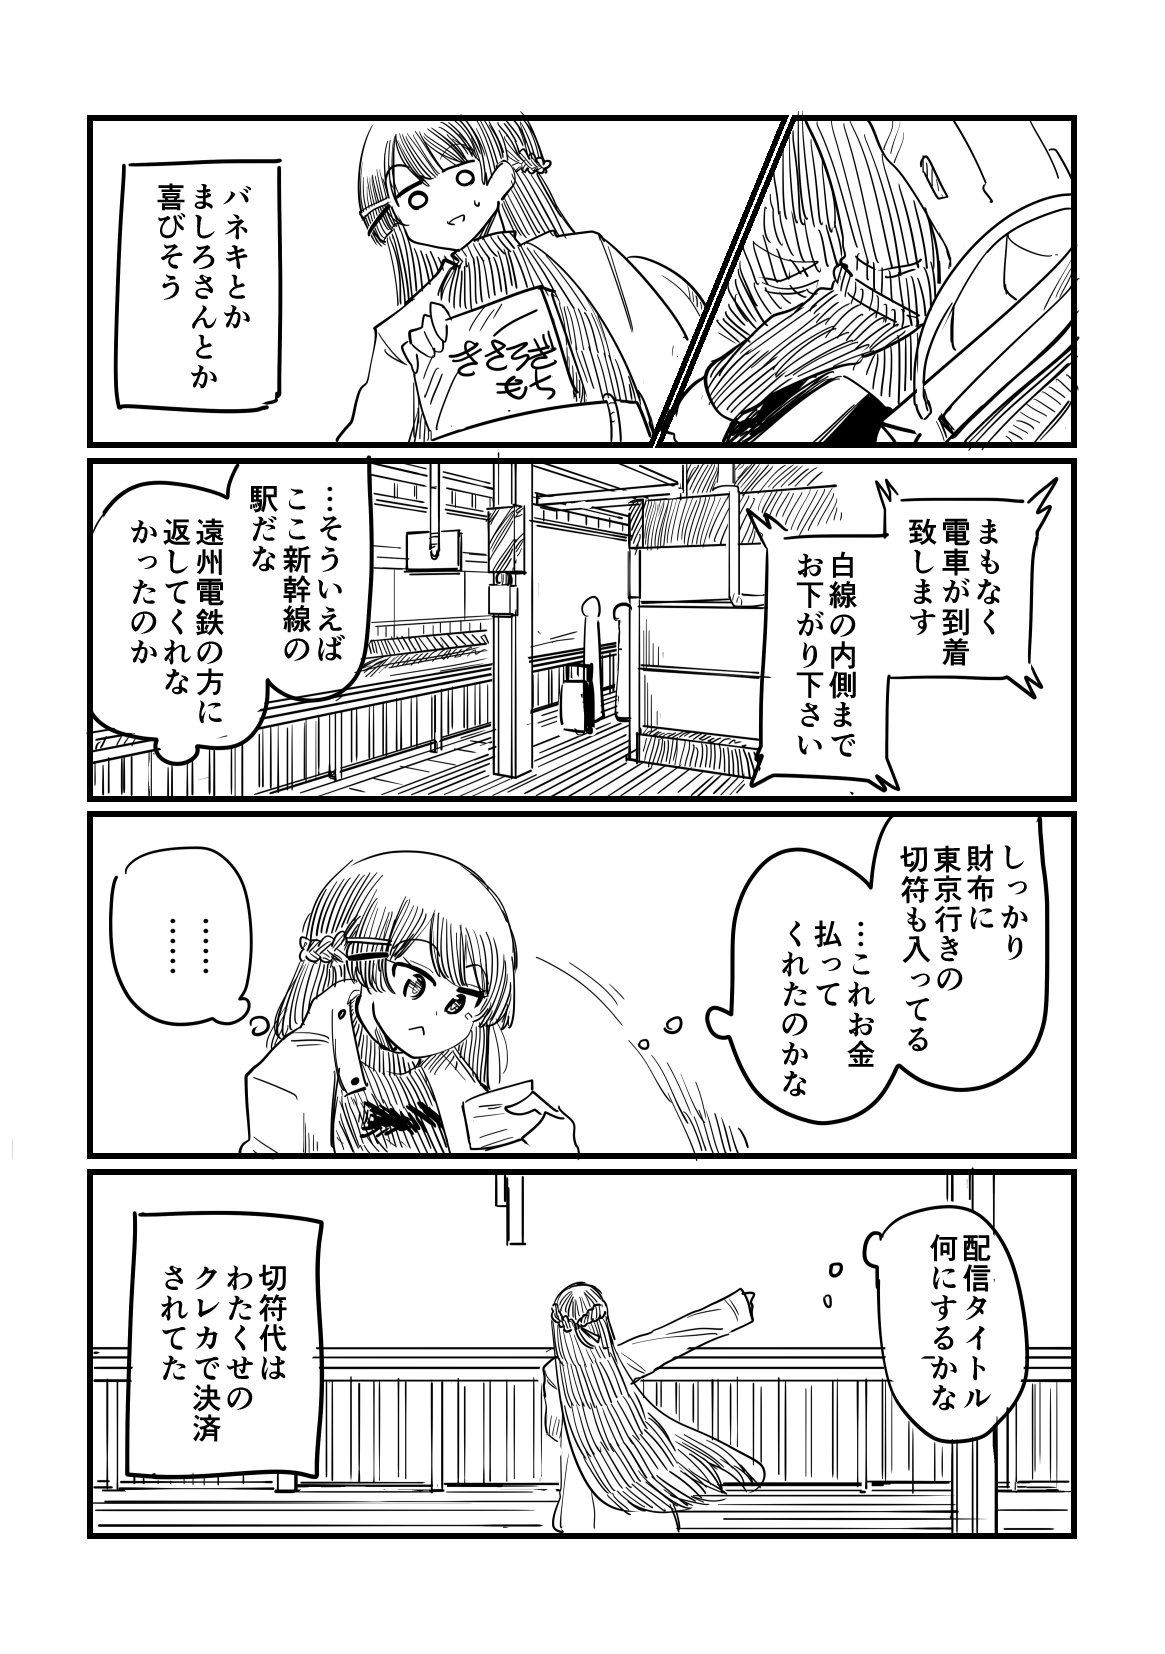 きさらぎ
もち
バネキとか
ましろさんとか
喜びそう
まもなく
電車が到着
致します
白線の内側まで
お下がり下さい
…そういえば
ここ新幹線の
駅だな
遠州電鉄の方に
返してくれな
かったのか
しっかり
財布に
東京行きの
切符も入ってる
…これお金
払って
くれたのかな
……
……
配信タイトル
何にするかな
切符代は
わたくせの
クレカで決済
されてた